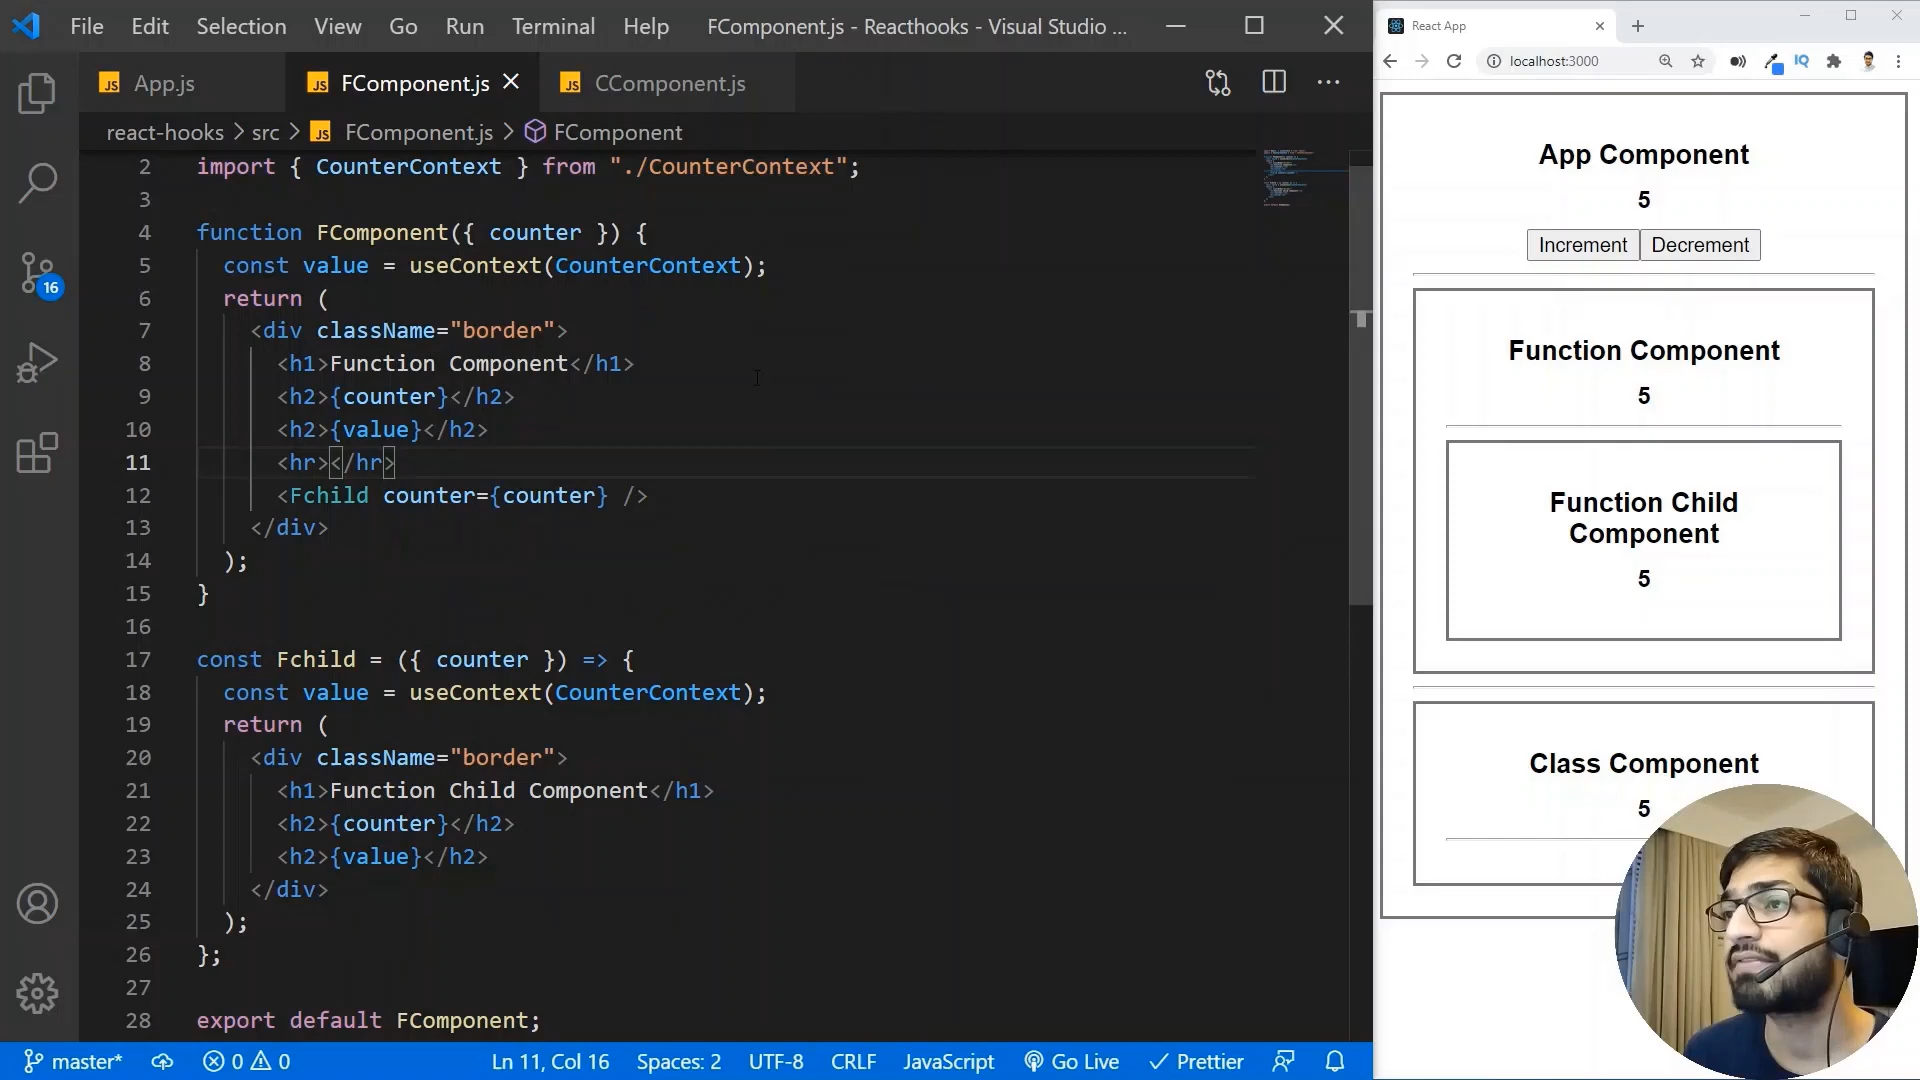 File Edit Selection View Go Run Terminal Help FComponent.js - Reacthooks - Visual Studio ...
JS App.js JS FComponent.js JS CComponent.js
react-hooks > src > JS FComponent.js > FComponent
2 import { CounterContext } from "./CounterContext";
3
4 function FComponent({ counter }) {
5 const value = useContext(CounterContext);
6 return (
7 <div className="border">
8 <h1>Function Component</h1>
9 <h2>{counter}</h2>
10 <h2>{value}</h2>
11 <hr></hr>
12 <Fchild counter={counter} />
13 </div>
14 );
15 }
16
17 const Fchild = ({ counter }) => {
18 const value = useContext(CounterContext);
19 return (
20 <div className="border">
21 <h1>Function Child Component</h1>
22 <h2>{counter}</h2>
23 <h2>{value}</h2>
24 </div>
25 );
26 };
27
28 export default FComponent;
16
master* 0 0 Ln 11, Col 16 Spaces: 2 UTF-8 CRLF JavaScript Go Live Prettier
React App
localhost:3000 IQ
App Component
5
Increment Decrement
Function Component
5
Function Child
Component
5
Class Component
5